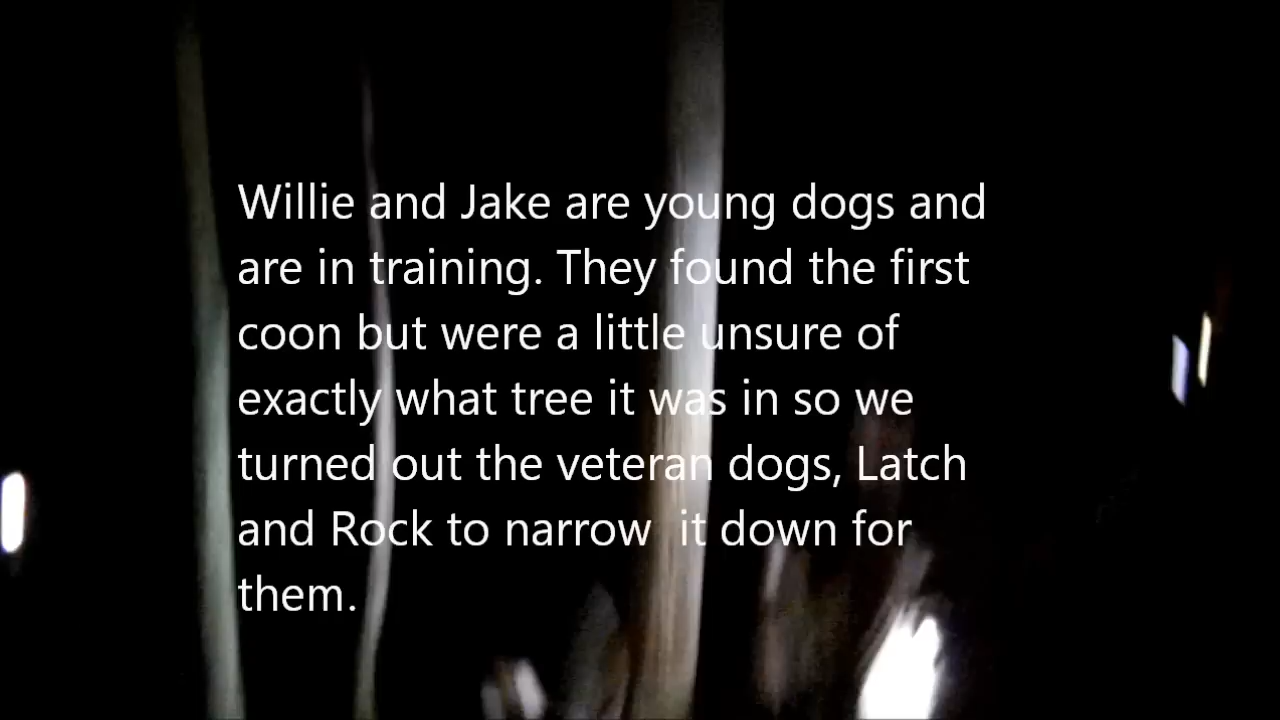 Willie and Jake are young dogs and
are in training. They found the first
coon but were a little unsure of
exactly what tree it was in so we
turned out the veteran dogs, Latch
and Rock to narrow  it down for
them.